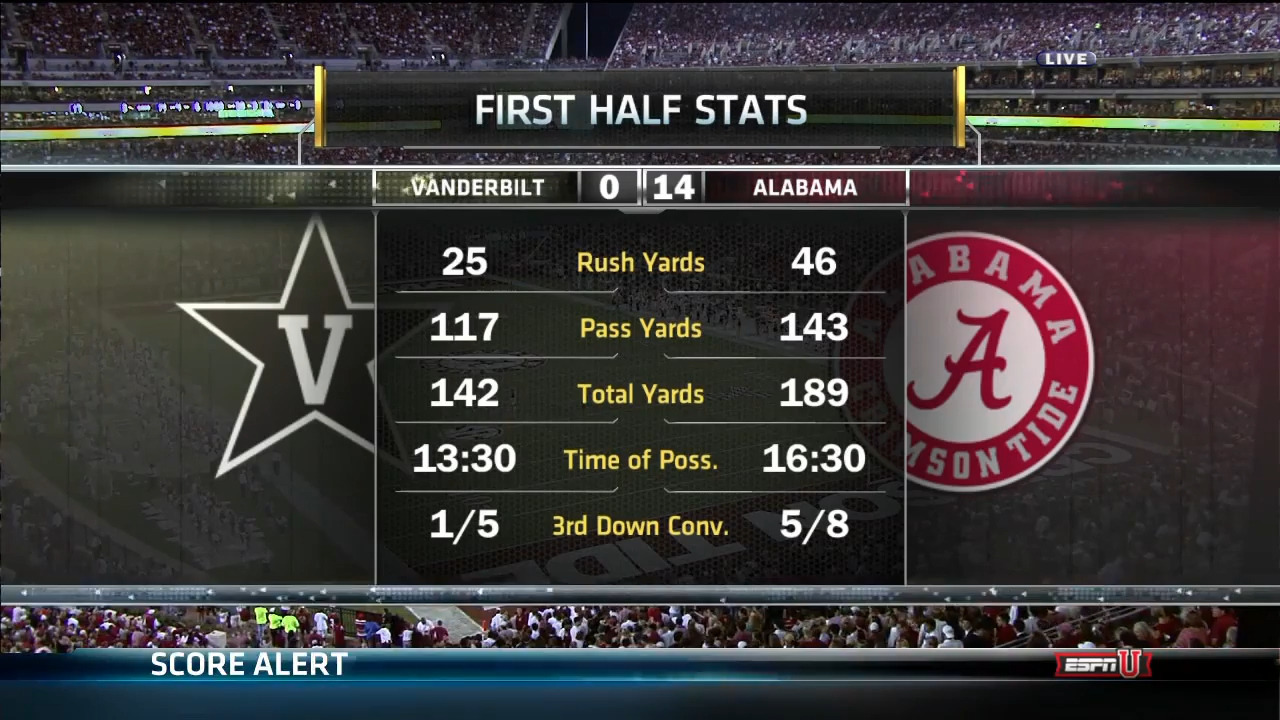 LIVE
FIRST HALF STATS
VANDERBILT 0 14 ALABAMA
25 Rush Yards 46
117 Pass Yards 143
142 Total Yards 189
13:30 Time of Poss. 16:30
1/5 3rd Down Conv. 5/8
V
ALABAMA
A
MSON TIDE
SCORE ALERT
ESPN U